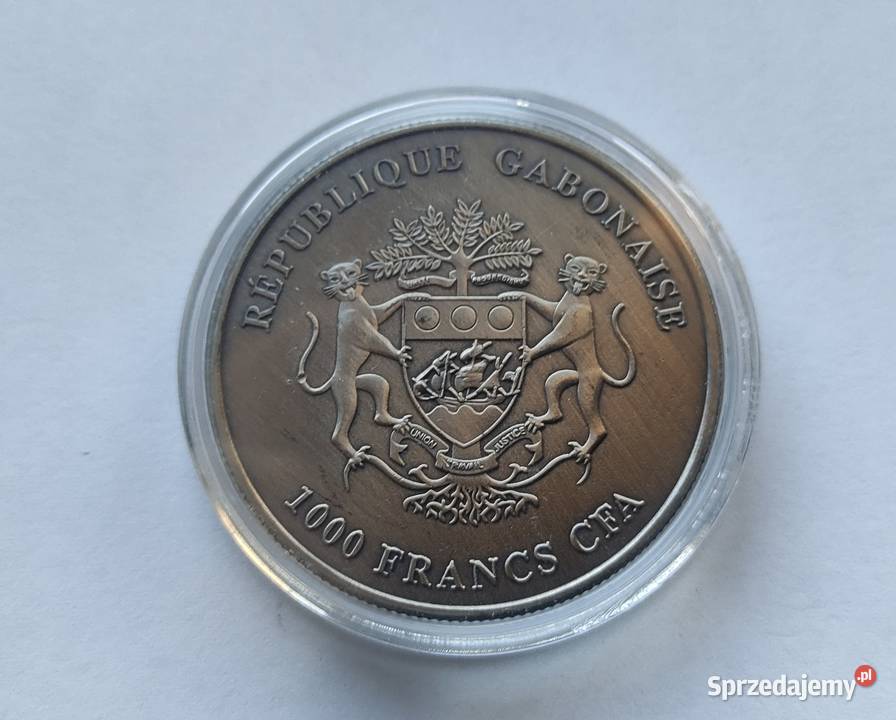 RÉPUBLIQUE GABONAISE
UNION
TRAVAIL
JUSTICE
1000 FRANCS CFA
Sprzedajemy.pl